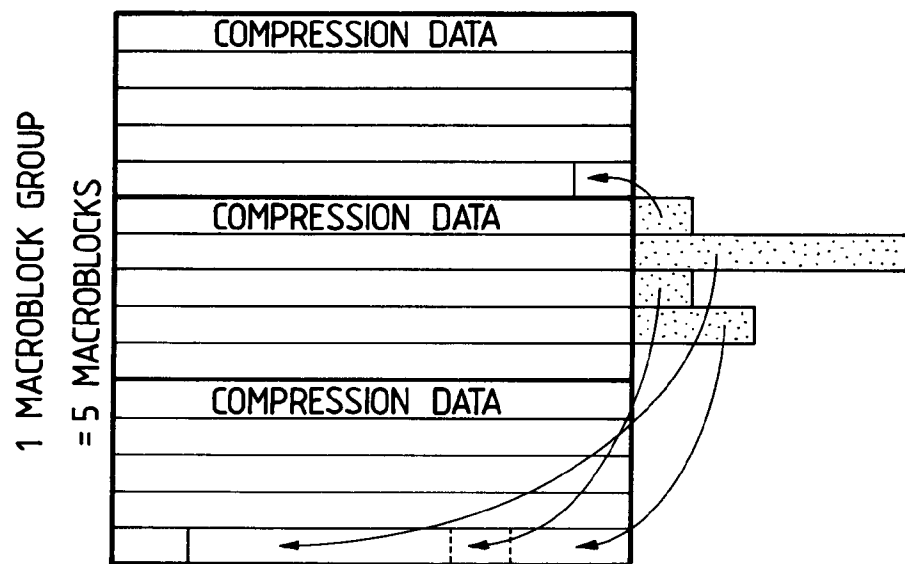 COMPRESSION DATA
COMPRESSION DATA
COMPRESSION DATA
1 MACROBLOCK GROUP
= 5 MACROBLOCKS